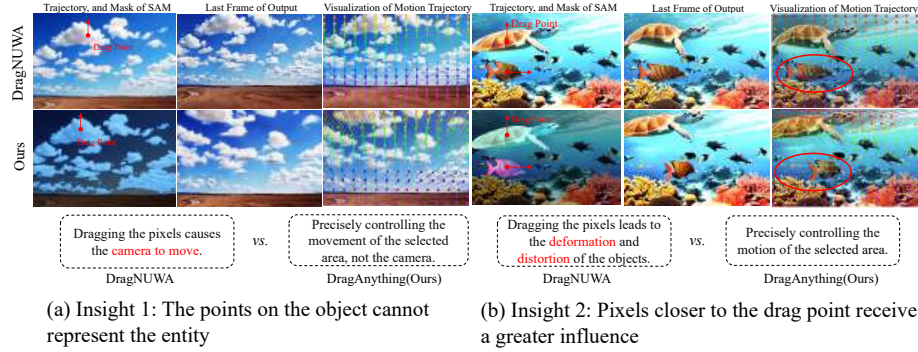 Trajectory, and Mask of SAM
Last Frame of Output
Visualization of Motion Trajectory
Trajectory, and Mask of SAM
Last Frame of Output
Visualization of Motion Trajectory
DragNUWA
Drag Point
Drag Point
Ours
Drag Point
Drag Point
Dragging the pixels causes
the camera to move.
vs.
Precisely controlling the
movement of the selected
area, not the camera.
Dragging the pixels leads to
the deformation and
distortion of the objects.
vs.
Precisely controlling the
motion of the selected area.
DragNUWA
DragAnything(Ours)
DragNUWA
DragAnything(Ours)
(a) Insight 1: The points on the object cannot
represent the entity
(b) Insight 2: Pixels closer to the drag point receive
a greater influence